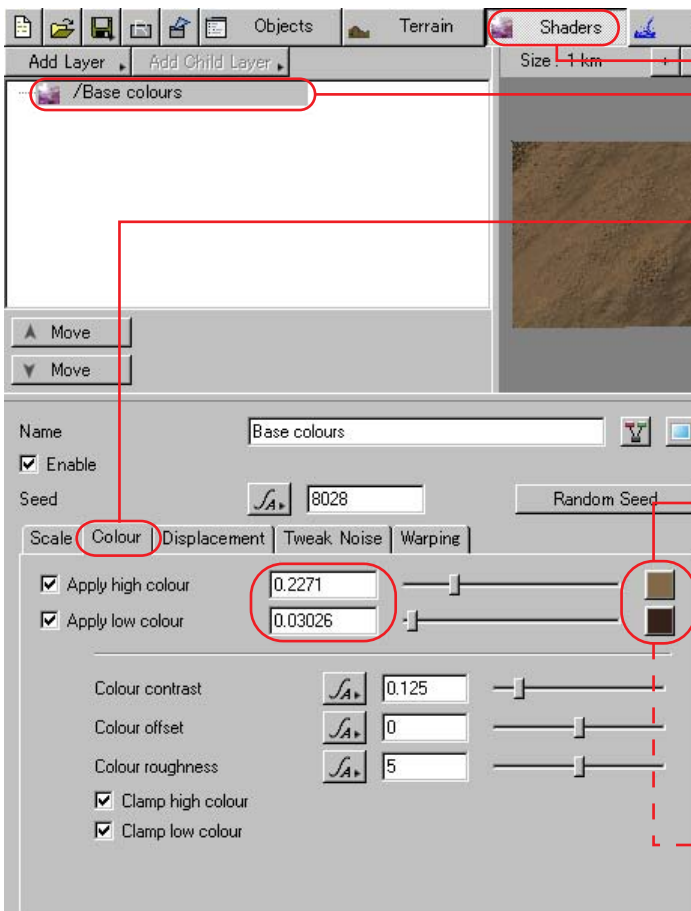 Objects Terrain Shaders
Add Layer Add Child Layer Size: 1 km +
/Base colours
Move
Move
Name Base colours
Enable
Seed 8028 Random Seed
Scale Colour Displacement Tweak Noise Warping
Apply high colour 0.2271
Apply low colour 0.03026
Colour contrast 0.125
Colour offset 0
Colour roughness 5
Clamp high colour
Clamp low colour